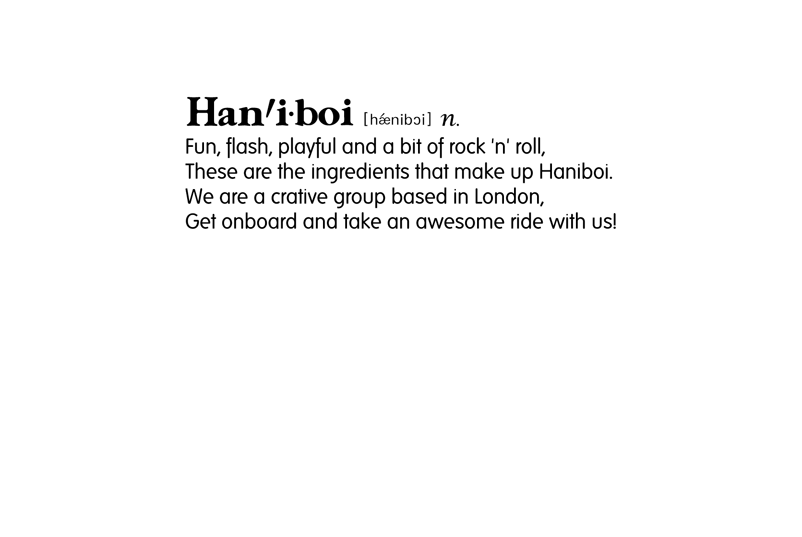 Han′i·boi [hǽnibɔi] n.
Fun, flash, playful and a bit of rock 'n' roll,
These are the ingredients that make up Haniboi.
We are a crative group based in London,
Get onboard and take an awesome ride with us!